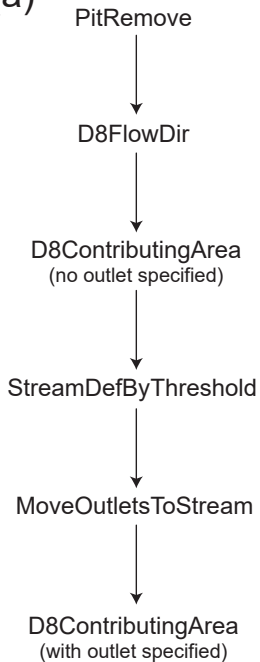 a)
PitRemove
D8FlowDir
D8ContributingArea
(no outlet specified)
StreamDefByThreshold
MoveOutletsToStream
D8ContributingArea
(with outlet specified)